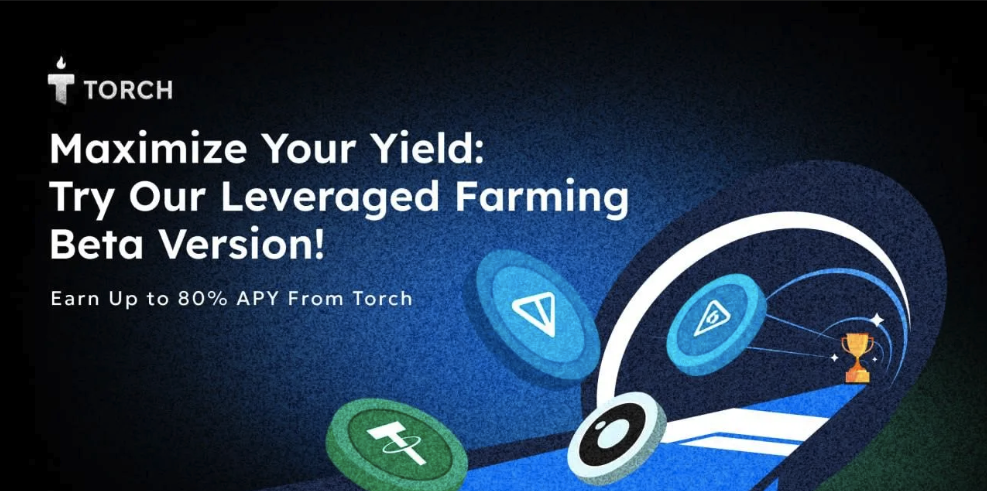 TORCH
Maximize Your Yield:
Try Our Leveraged Farming
Beta Version!
Earn Up to 80% APY From Torch